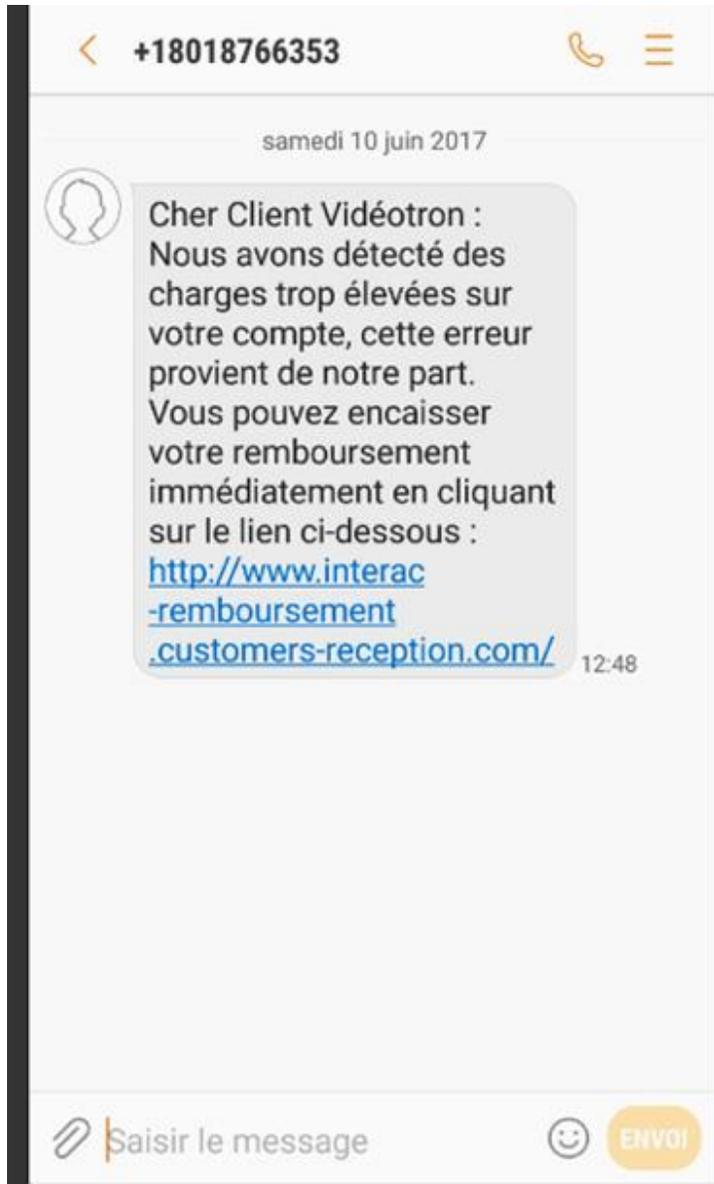 +18018766353
samedi 10 juin 2017
Cher Client Vidéotron :
Nous avons détecté des
charges trop élevées sur
votre compte, cette erreur
provient de notre part.
Vous pouvez encaisser
votre remboursement
immédiatement en cliquant
sur le lien ci-dessous :
http://www.interac
-remboursement
.customers-reception.com/
12:48
Saisir le message
ENVOI